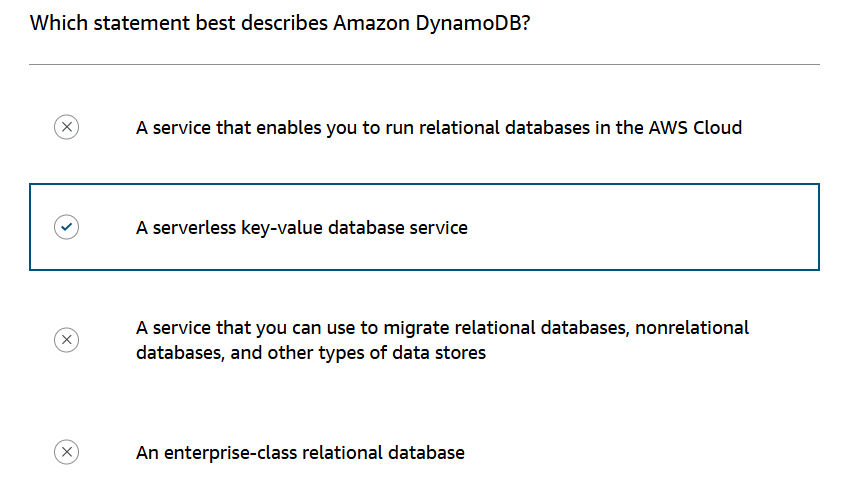 Which statement best describes Amazon DynamoDB?
A service that enables you to run relational databases in the AWS Cloud
A serverless key-value database service
A service that you can use to migrate relational databases, nonrelational
databases, and other types of data stores
An enterprise-class relational database